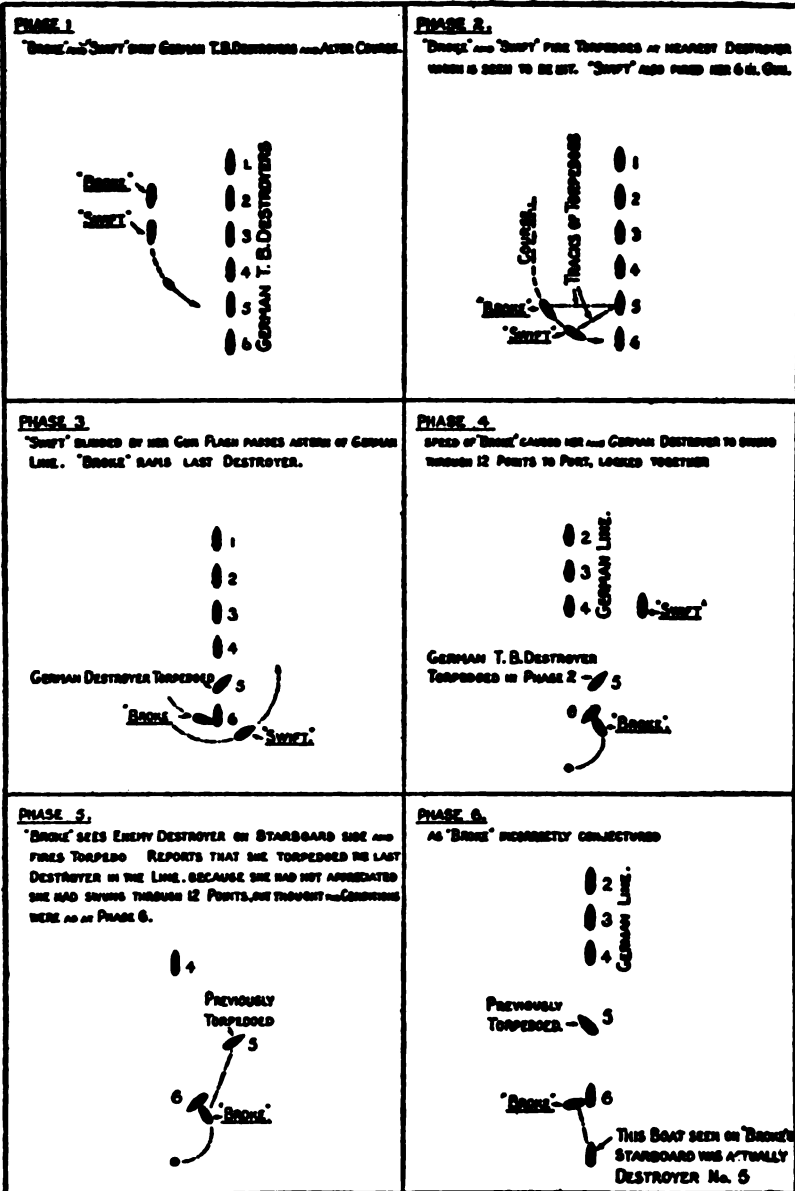 PHASE 1
"BROKE" AND "SWIFT" SIGHT GERMAN T.B. DESTROYERS AND ALTER COURSE.
"BROKE"
"SWIFT"
1
2
3
4
5
6
GERMAN T.B. DESTROYERS
PHASE 2.
"BROKE" AND "SWIFT" FIRE TORPEDOES AT NEAREST DESTROYER
WHICH IS SEEN TO BE HIT. "SWIFT" ALSO FIRED HER 6 IN. GUN.
COURSE
TRACKS OF TORPEDOES
1
2
3
4
5
6
"BROKE"
"SWIFT"
PHASE 3
"SWIFT" BLINDED BY HER GUN FLASH PASSES ASTERN OF GERMAN
LINE. "BROKE" RAMS LAST DESTROYER.
1
2
3
4
GERMAN DESTROYER TORPEDOED
5
"BROKE
6
"SWIFT."
PHASE 4
SPEED OF "BROKE" CAUSED HER AND GERMAN DESTROYER TO SWING
THROUGH 12 POINTS TO PORT, LOCKED TOGETHER
2
3
4
GERMAN LINE.
"SWIFT"
GERMAN T.B. DESTROYER
TORPEDOED IN PHASE 2
5
6
"BROKE."
PHASE 5.
"BROKE" SEES ENEMY DESTROYER ON STARBOARD SIDE AND
FIRES TORPEDO REPORTS THAT SHE TORPEDOED THE LAST
DESTROYER IN THE LINE. BECAUSE SHE HAD NOT APPRECIATED
SHE HAD SWUNG THROUGH 12 POINTS, BUT THOUGHT THE CONDITIONS
WERE AS AT PHASE 6.
4
PREVIOUSLY
TORPEDOED
5
6
"BROKE."
PHASE 6.
AS "BROKE" INCORRECTLY CONJECTURED
2
3
4
GERMAN LINE.
PREVIOUSLY
TORPEDOED
5
"BROKE"
6
THIS BOAT SEEN ON "BROKE'S
STARBOARD WAS ACTUALLY
DESTROYER No. 5